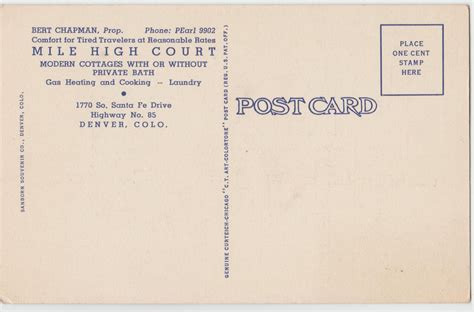 BERT CHAPMAN, Prop. Phone: PEarl 9902
Comfort for Tired Travelers at Reasonable Rates
MILE HIGH COURT
MODERN COTTAGES WITH OR WITHOUT
PRIVATE BATH
Gas Heating and Cooking -- Laundry
1770 So. Santa Fe Drive
Highway No. 85
DENVER, COLO.
SANBORN SOUVENIR CO., DENVER, COLO.
GENUINE CURTEICH-CHICAGO "C.T. ART-COLORTONE" POST CARD (REG. U.S. PAT. OFF.)
POST CARD
PLACE
ONE CENT
STAMP
HERE